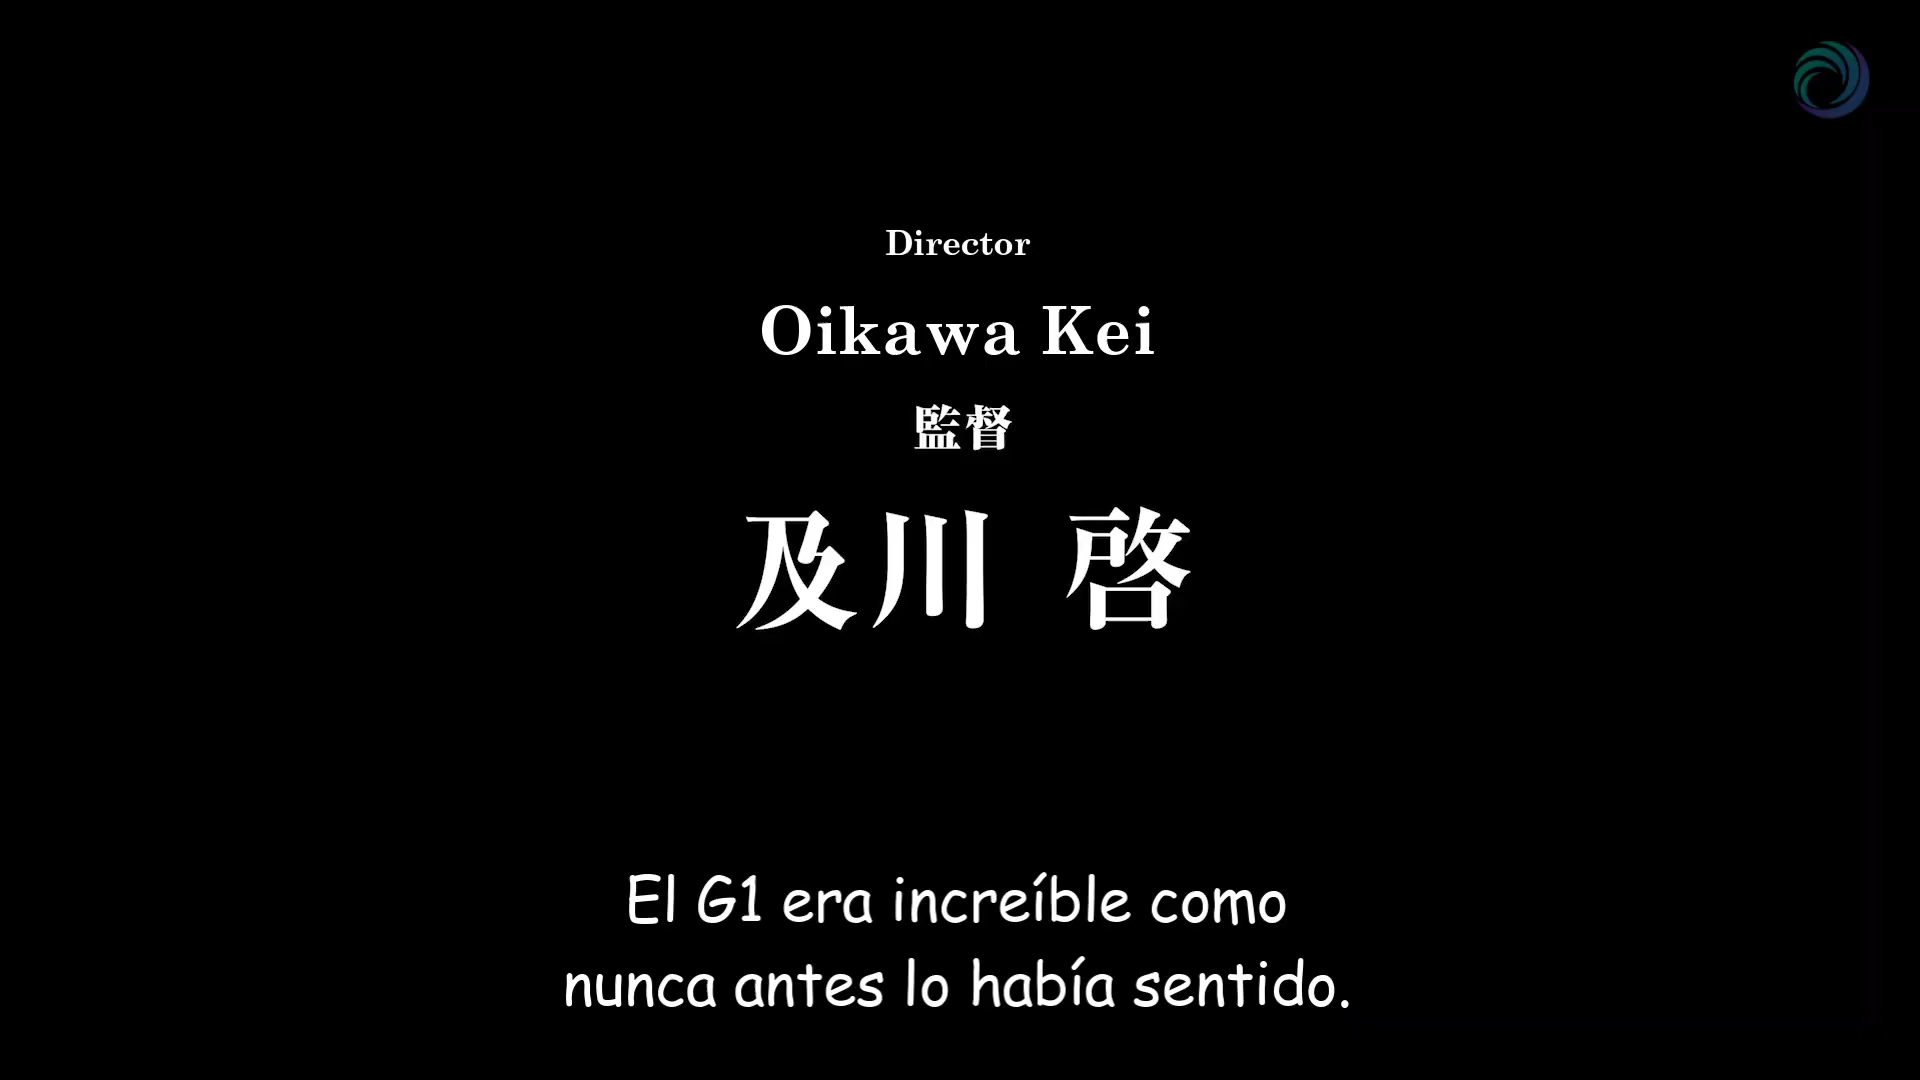 Director
Oikawa Kei
監督
及川 啓
El G1 era increíble como
nunca antes lo había sentido.